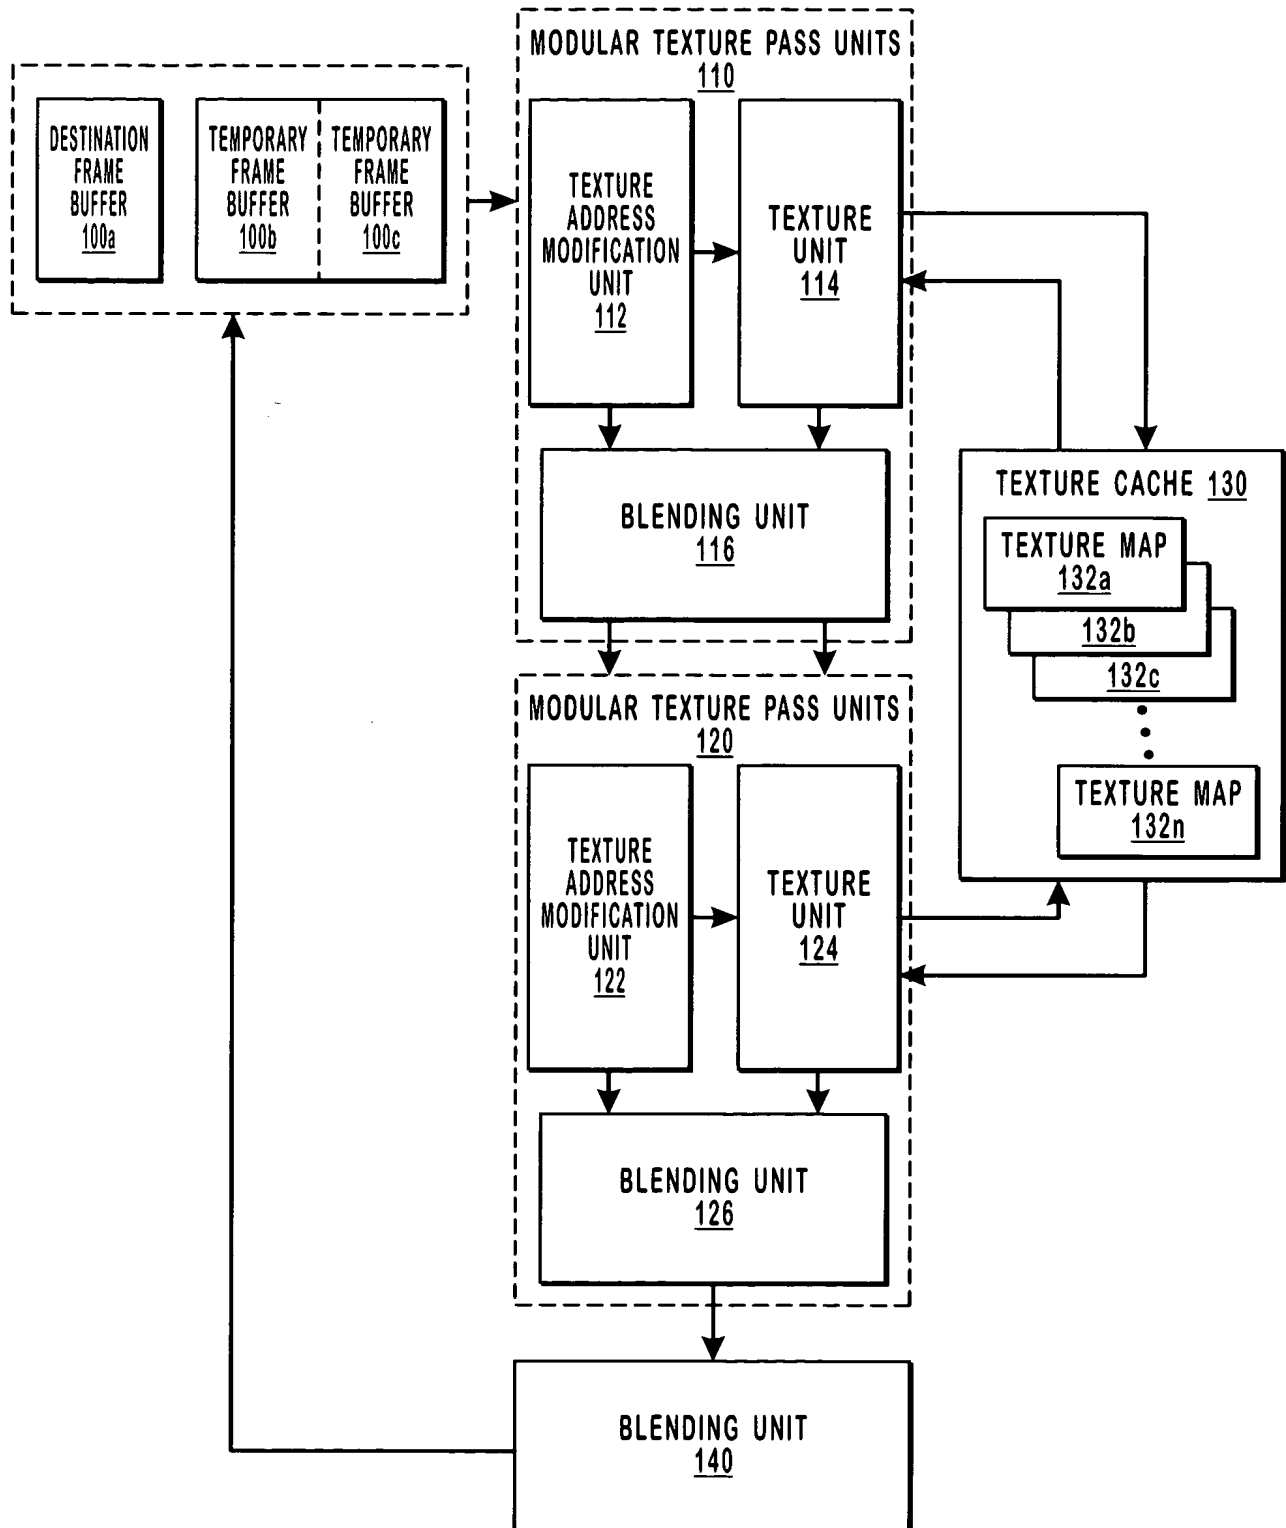 MODULAR TEXTURE PASS UNITS
110
DESTINATION
FRAME
BUFFER
100a
TEMPORARY
FRAME
BUFFER
100b
TEMPORARY
FRAME
BUFFER
100c
TEXTURE
ADDRESS
MODIFICATION
UNIT
112
TEXTURE
UNIT
114
BLENDING UNIT
116
TEXTURE CACHE 130
TEXTURE MAP
132a
132b
132c
TEXTURE MAP
132n
MODULAR TEXTURE PASS UNITS
120
TEXTURE
ADDRESS
MODIFICATION
UNIT
122
TEXTURE
UNIT
124
BLENDING UNIT
126
BLENDING UNIT
140